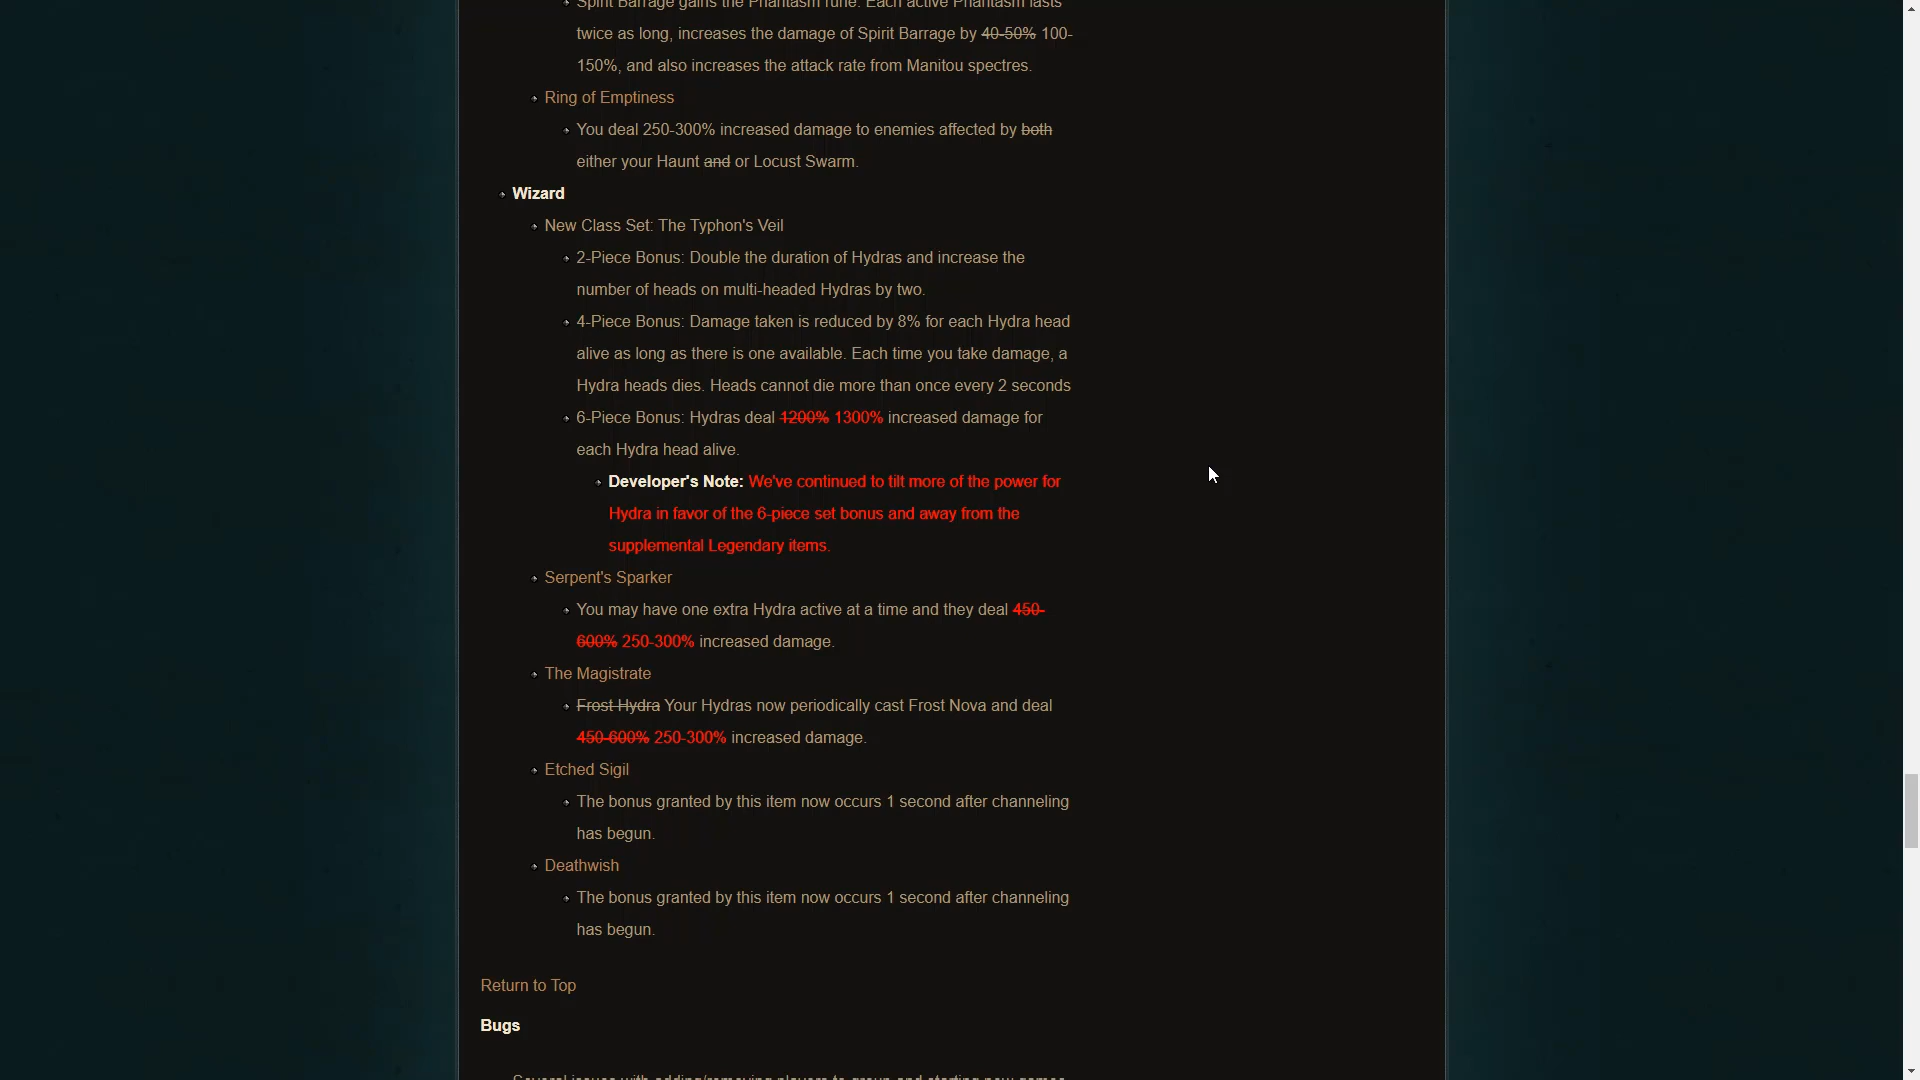 Spirit Barrage gains the Phantasm rune. Each active Phantasm lasts
twice as long, increases the damage of Spirit Barrage by 40-50% 100-
150%, and also increases the attack rate from Manitou spectres.
Ring of Emptiness
You deal 250-300% increased damage to enemies affected by both
either your Haunt and or Locust Swarm.
Wizard
New Class Set: The Typhon's Veil
2-Piece Bonus: Double the duration of Hydras and increase the
number of heads on multi-headed Hydras by two.
4-Piece Bonus: Damage taken is reduced by 8% for each Hydra head
alive as long as there is one available. Each time you take damage, a
Hydra heads dies. Heads cannot die more than once every 2 seconds
6-Piece Bonus: Hydras deal 1200% 1300% increased damage for
each Hydra head alive.
Developer's Note: We've continued to tilt more of the power for
Hydra in favor of the 6-piece set bonus and away from the
supplemental Legendary items.
Serpent's Sparker
You may have one extra Hydra active at a time and they deal 450-
600% 250-300% increased damage.
The Magistrate
Frost Hydra Your Hydras now periodically cast Frost Nova and deal
450-600% 250-300% increased damage.
Etched Sigil
The bonus granted by this item now occurs 1 second after channeling
has begun.
Deathwish
The bonus granted by this item now occurs 1 second after channeling
has begun.
Return to Top
Bugs
Several issues with adding/removing players to group and starting new games